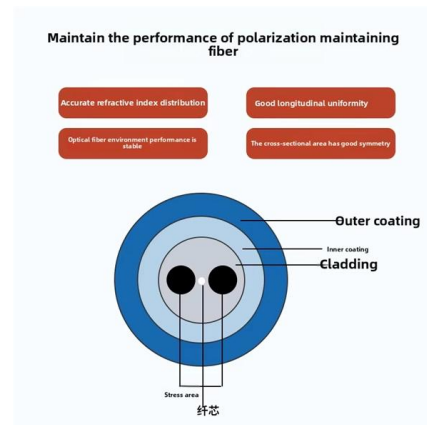 Maintain the performance of polarization maintaining
fiber
Accurate refractive index distribution
Good longitudinal uniformity
Optical fiber environment performance is
stable
The cross-sectional area has good symmetry
Outer coating
Inner coating
Cladding
Stress area
纤芯